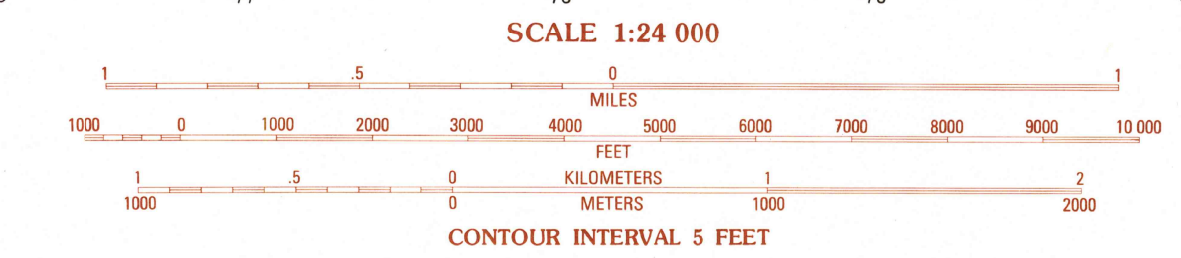 SCALE 1:24 000
1 .5 0 1
MILES
1000 0 1000 2000 3000 4000 5000 6000 7000 8000 9000 10 000
FEET
1 .5 0 KILOMETERS 1 2
1000 0 METERS 1000 2000
CONTOUR INTERVAL 5 FEET